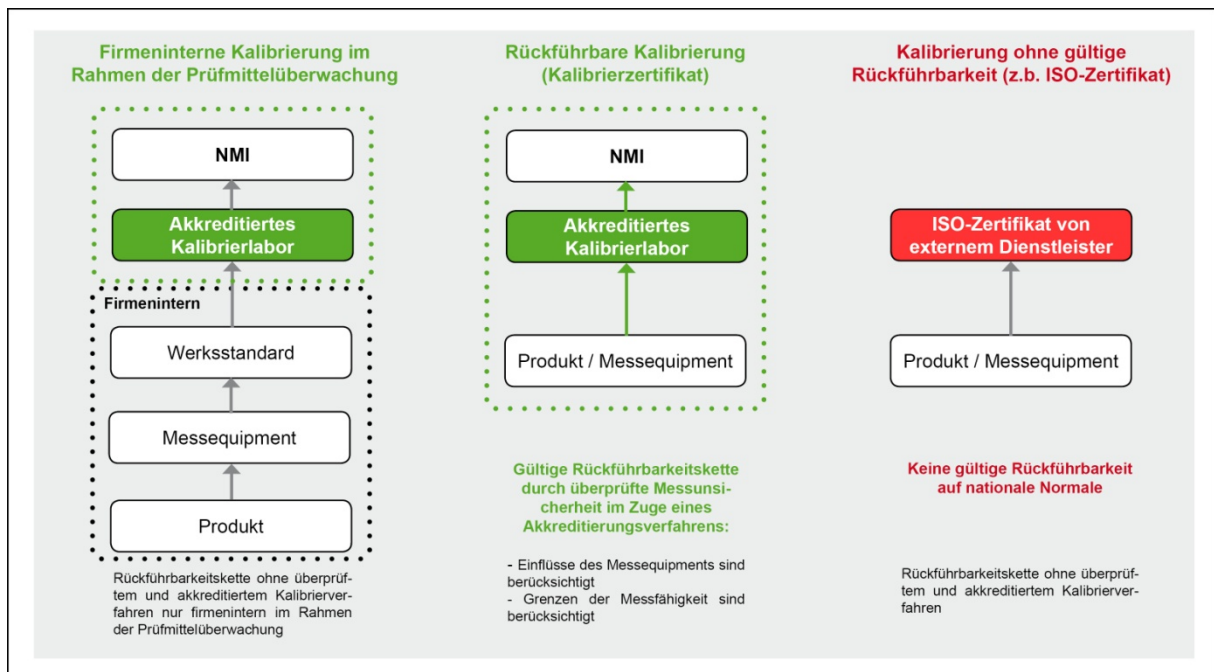 Firmeninterne Kalibrierung im
Rahmen der Prüfmittelüberwachung
NMI
Akkreditiertes
Kalibrierlabor
Firmenintern
Werksstandard
Messequipment
Produkt
Rückführbarkeitskette ohne überprüf-
tem und akkreditiertem Kalibrierver-
fahren nur firmenintern im Rahmen
der Prüfmittelüberwachung
Rückführbare Kalibrierung
(Kalibrierzertifikat)
NMI
Akkreditiertes
Kalibrierlabor
Produkt / Messequipment
Gültige Rückführbarkeitskette
durch überprüfte Messunsi-
cherheit im Zuge eines
Akkreditierungsverfahrens:
- Einflüsse des Messequipments sind
berücksichtigt
- Grenzen der Messfähigkeit sind
berücksichtigt
Kalibrierung ohne gültige
Rückführbarkeit (z.b. ISO-Zertifikat)
ISO-Zertifikat von
externem Dienstleister
Produkt / Messequipment
Keine gültige Rückführbarkeit
auf nationale Normale
Rückführbarkeitskette ohne überprüf-
tem und akkreditiertem Kalibrierver-
fahren